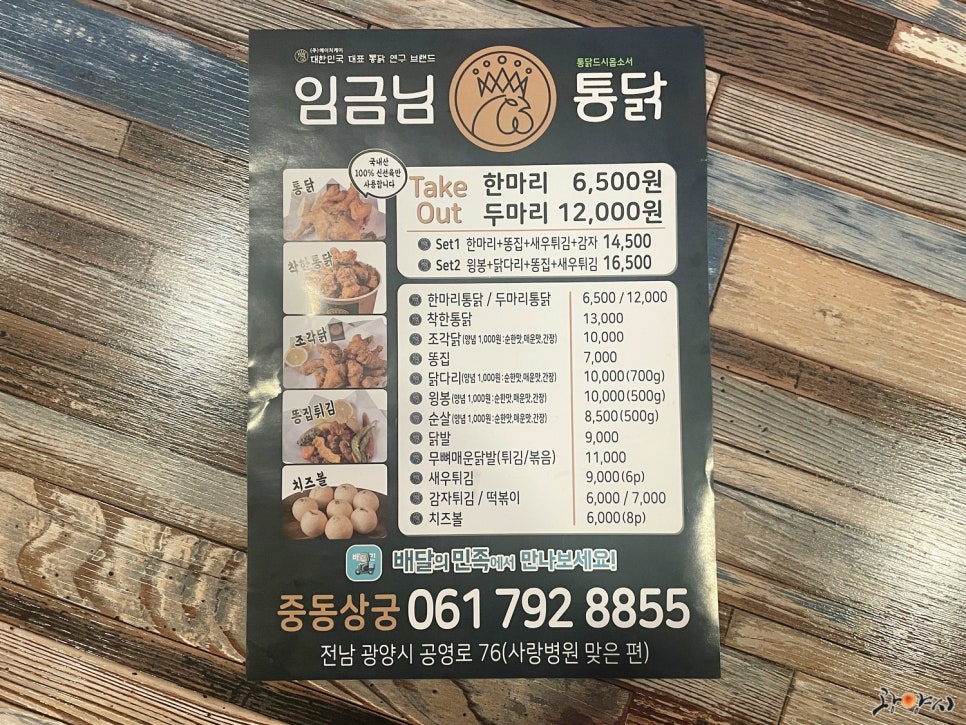 (주)에이치케이
대한민국 대표 통닭 연구 브랜드
임금님
통닭드시옵소서
통닭
국내산
100% 신선육만
사용합니다
통닭
착한통닭
조각닭
똥집튀김
치즈볼
Take Out
한마리 6,500원
두마리 12,000원
Set1 한마리+똥집+새우튀김+감자 14,500
Set2 윙봉+닭다리+똥집+새우튀김 16,500
한마리통닭 / 두마리통닭 6,500 / 12,000
착한통닭 13,000
조각닭(양념 1,000원:순한맛,매운맛,간장) 10,000
똥집 7,000
닭다리(양념 1,000원:순한맛,매운맛,간장) 10,000(700g)
윙봉(양념 1,000원:순한맛,매운맛,간장) 10,000(500g)
순살(양념 1,000원:순한맛,매운맛,간장) 8,500(500g)
닭발 9,000
무뼈매운닭발(튀김/볶음) 11,000
새우튀김 9,000(6p)
감자튀김 / 떡볶이 6,000 / 7,000
치즈볼 6,000(8p)
배달의민족에서 만나보세요!
중동상궁 061 792 8855
전남 광양시 공영로 76(사랑병원 맞은 편)
광양시